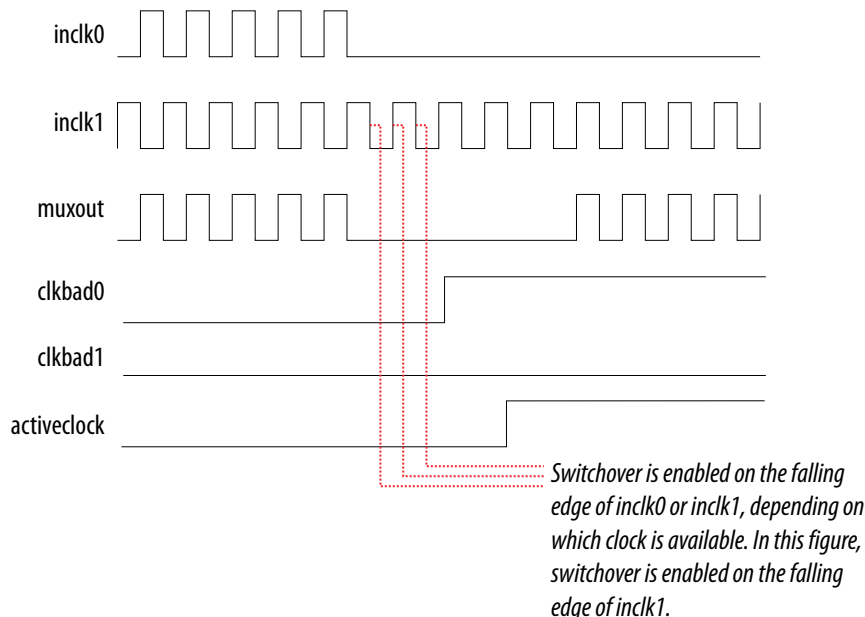 inclk0
inclk1
muxout
clkbad0
clkbad1
activeclock
Switchover is enabled on the falling
edge of inclk0 or inclk1, depending on
which clock is available. In this figure,
switchover is enabled on the falling
edge of inclk1.